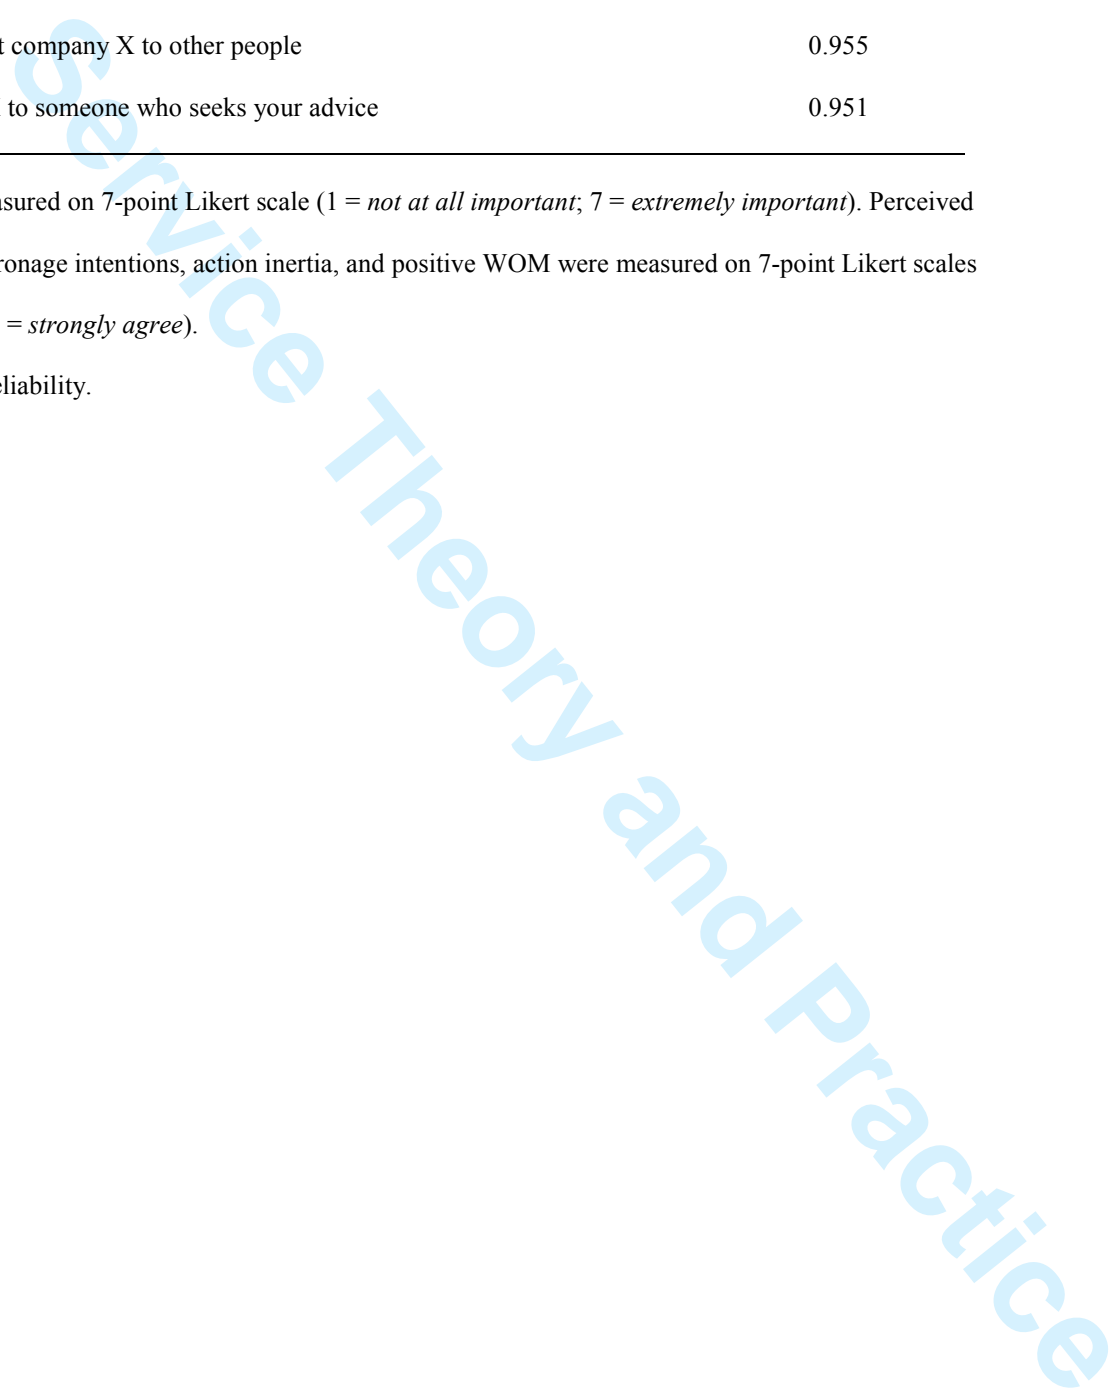 t company X to other people 0.955
to someone who seeks your advice 0.951
asured on 7-point Likert scale (1 = not at all important; 7 = extremely important). Perceived
ronage intentions, action inertia, and positive WOM were measured on 7-point Likert scales
= strongly agree).
eliability.
Service Theory and Practice